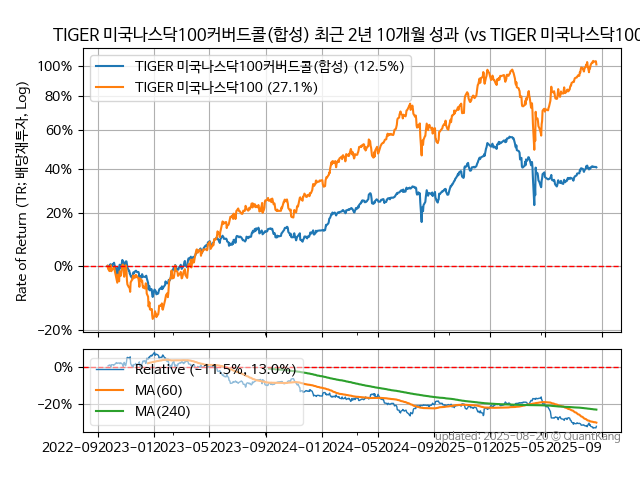 TIGER 미국나스닥100커버드콜(합성) 최근 2년 10개월 성과 (vs TIGER 미국나스닥100
Rate of Return (TR: 배당재투자, Log)
100%
80%
60%
40%
20%
0%
−20%
TIGER 미국나스닥100커버드콜(합성) (12.5%)
TIGER 미국나스닥100 (27.1%)
0%
−20%
Relative (−11.5%, 13.0%)
MA(60)
MA(240)
updated: 2025-08-20 © QuantKang
2022-09 2023-01 2023-05 2023-09 2024-01 2024-05 2024-09 2025-01 2025-05 2025-09